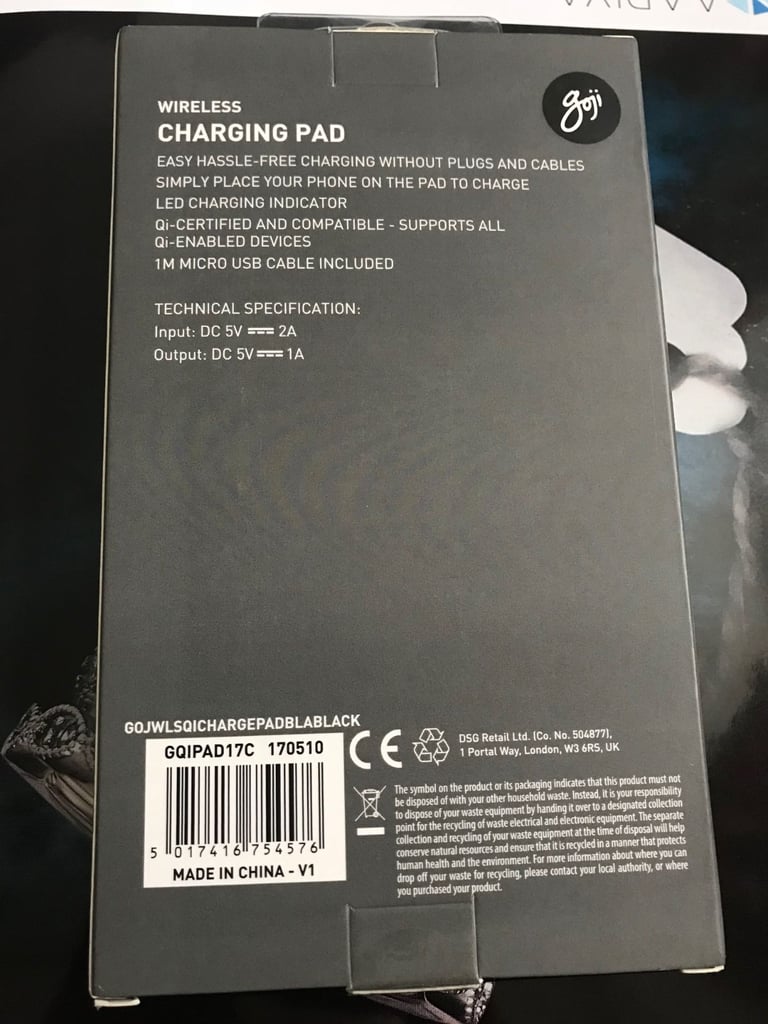 AADIYA
goji
WIRELESS
CHARGING PAD
EASY HASSLE-FREE CHARGING WITHOUT PLUGS AND CABLES
SIMPLY PLACE YOUR PHONE ON THE PAD TO CHARGE
LED CHARGING INDICATOR
Qi-CERTIFIED AND COMPATIBLE - SUPPORTS ALL
Qi-ENABLED DEVICES
1M MICRO USB CABLE INCLUDED
TECHNICAL SPECIFICATION:
Input: DC 5V ⎓ 2A
Output: DC 5V ⎓ 1A
GOJWLSQICHARGEPADBLABLACK
GQIPAD17C 170510
5 017416 754576
MADE IN CHINA - V1
CE
DSG Retail Ltd. (Co. No. 504877),
1 Portal Way, London, W3 6RS, UK
The symbol on the product or its packaging indicates that this product must not
be disposed of with your other household waste. Instead, it is your responsibility
to dispose of your waste equipment by handing it over to a designated collection
point for the recycling of waste electrical and electronic equipment. The separate
collection and recycling of your waste equipment at the time of disposal will help
conserve natural resources and ensure that it is recycled in a manner that protects
human health and the environment. For more information about where you can
drop off your waste for recycling, please contact your local authority, or where
you purchased your product.